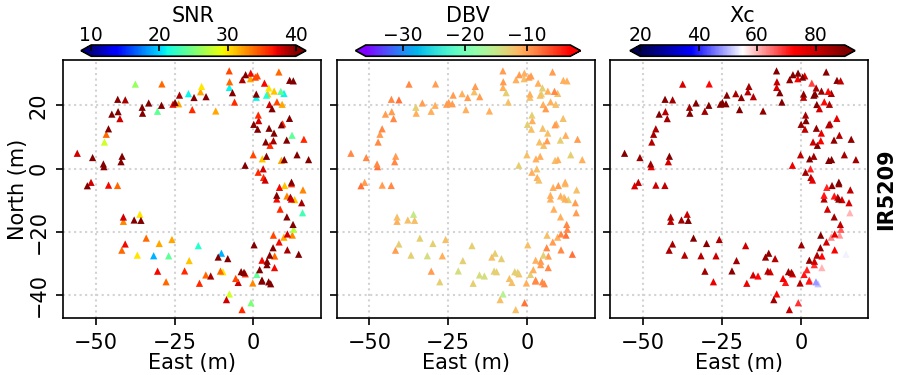 SNR DBV Xc
10 20 30 40 −30 −20 −10 20 40 60 80
North (m)
20
0
−20
−40
−50 −25 0 −50 −25 0 −50 −25 0
East (m) East (m) East (m)
IR5209